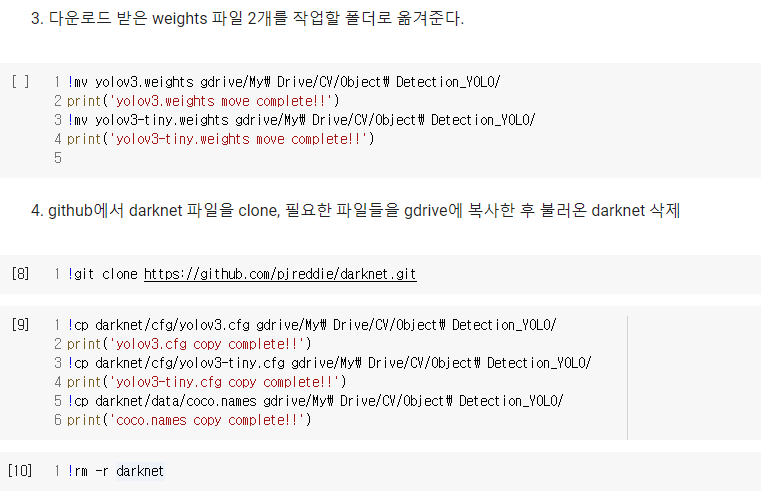 3. 다운로드 받은 weights 파일 2개를 작업할 폴더로 옮겨준다.
[ ] 1 !mv yolov3.weights gdrive/My₩ Drive/CV/Object₩ Detection_YOLO/
2 print('yolov3.weights move complete!!')
3 !mv yolov3-tiny.weights gdrive/My₩ Drive/CV/Object₩ Detection_YOLO/
4 print('yolov3-tiny.weights move complete!!')
5
4. github에서 darknet 파일을 clone, 필요한 파일들을 gdrive에 복사한 후 불러온 darknet 삭제
[8] 1 !git clone https://github.com/pjreddie/darknet.git
[9] 1 !cp darknet/cfg/yolov3.cfg gdrive/My₩ Drive/CV/Object₩ Detection_YOLO/
2 print('yolov3.cfg copy complete!!')
3 !cp darknet/cfg/yolov3-tiny.cfg gdrive/My₩ Drive/CV/Object₩ Detection_YOLO/
4 print('yolov3-tiny.cfg copy complete!!')
5 !cp darknet/data/coco.names gdrive/My₩ Drive/CV/Object₩ Detection_YOLO/
6 print('coco.names copy complete!!')
[10] 1 !rm -r darknet